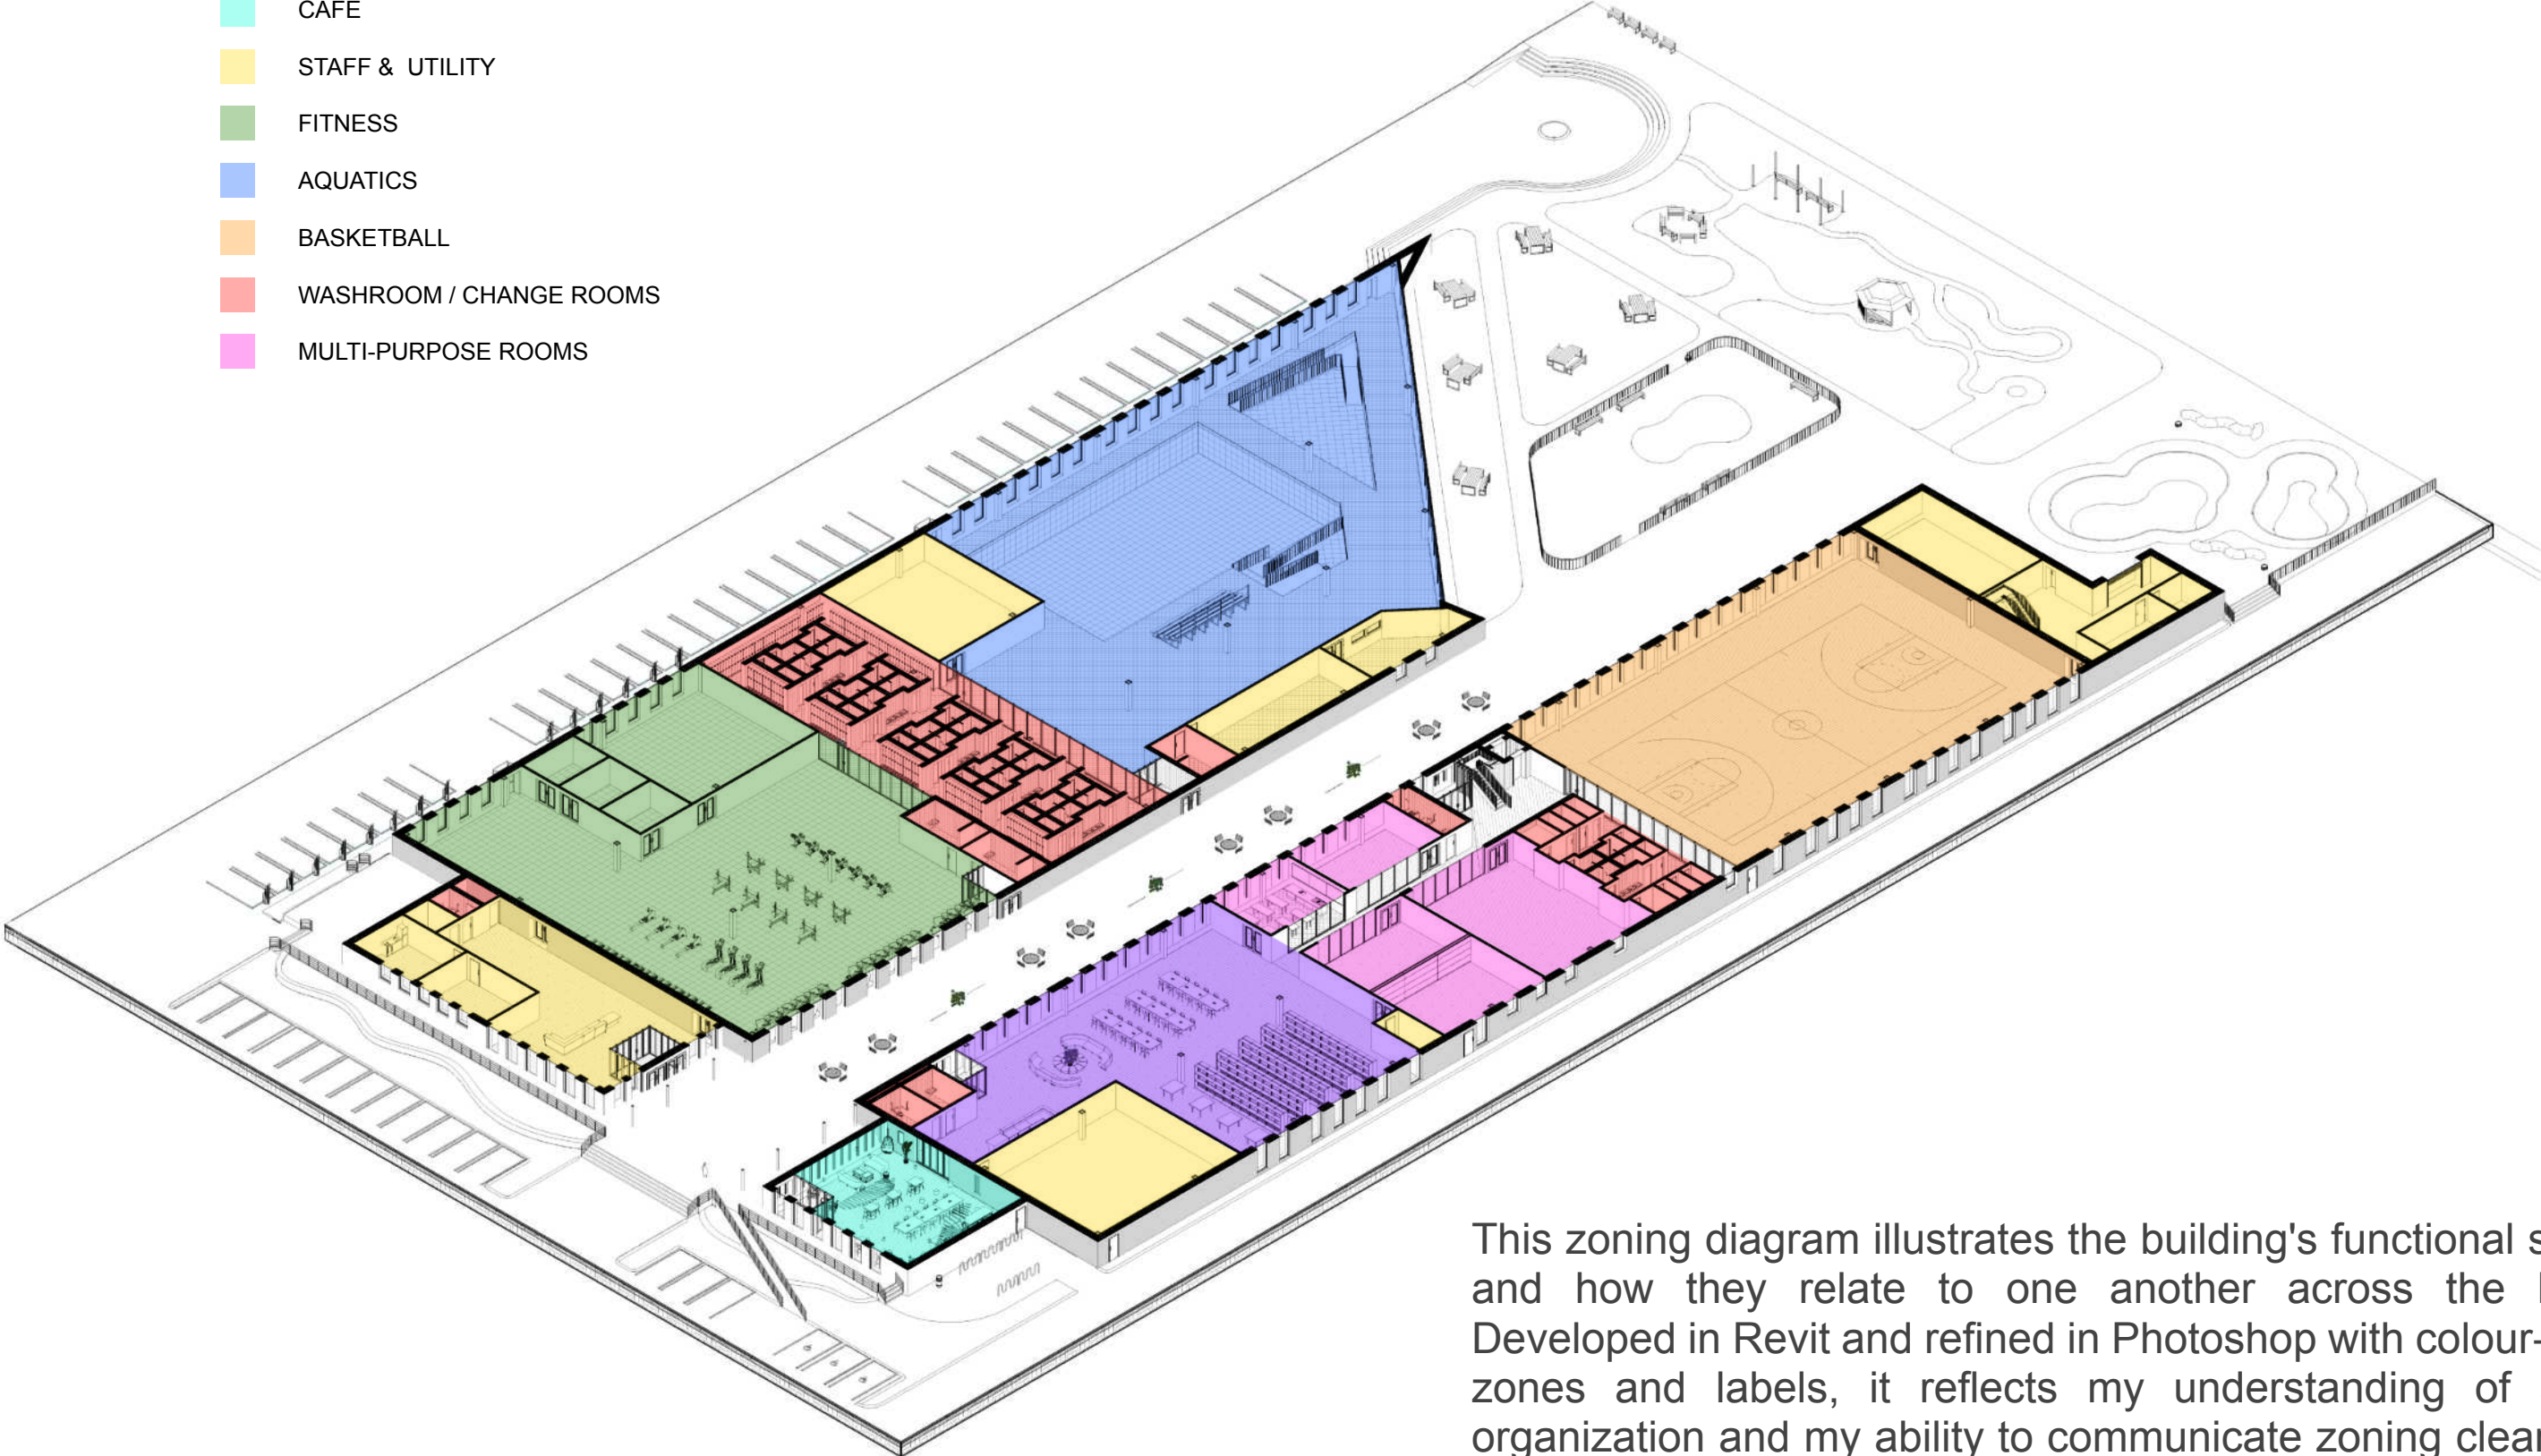 CAFE
STAFF & UTILITY
FITNESS
AQUATICS
BASKETBALL
WASHROOM / CHANGE ROOMS
MULTI-PURPOSE ROOMS
This zoning diagram illustrates the building's functional
and how they relate to one another across the
Developed in Revit and refined in Photoshop with colour-
zones and labels, it reflects my understanding of
organization and my ability to communicate zoning